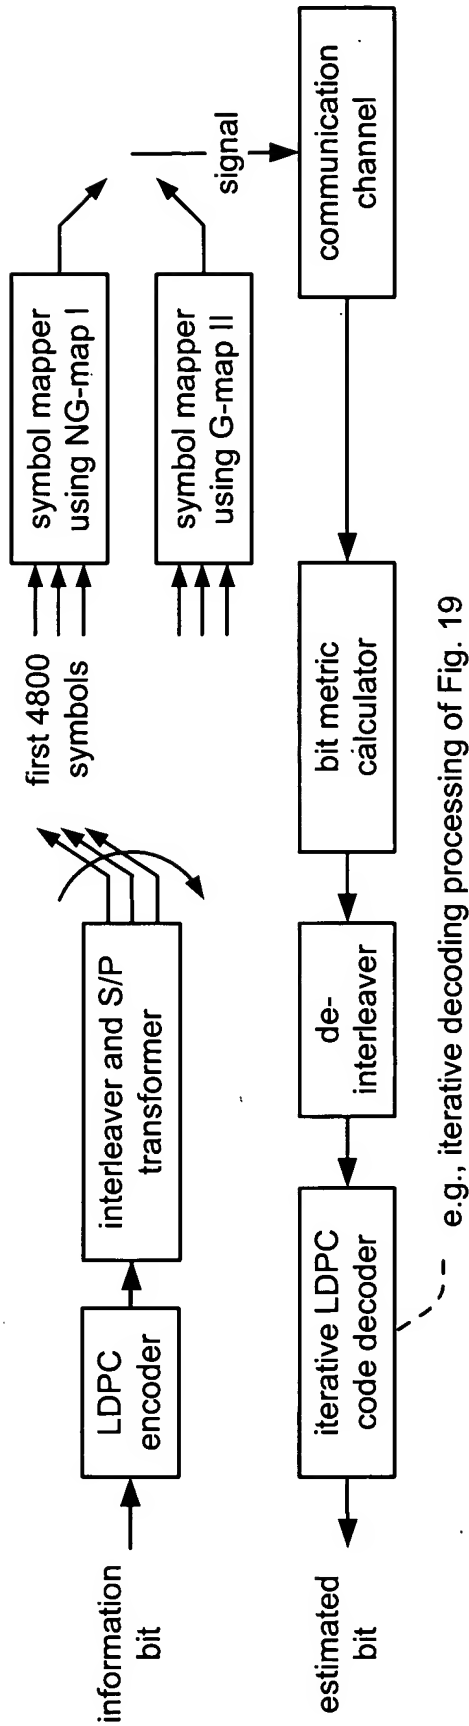 information
bit
LDPC
encoder
interleaver and S/P
transformer
first 4800
symbols
symbol mapper
using NG-map I
symbol mapper
using G-map II
signal
communication
channel
bit metric
calculator
de-
interleaver
iterative LDPC
code decoder
estimated
bit
e.g., iterative decoding processing of Fig. 19